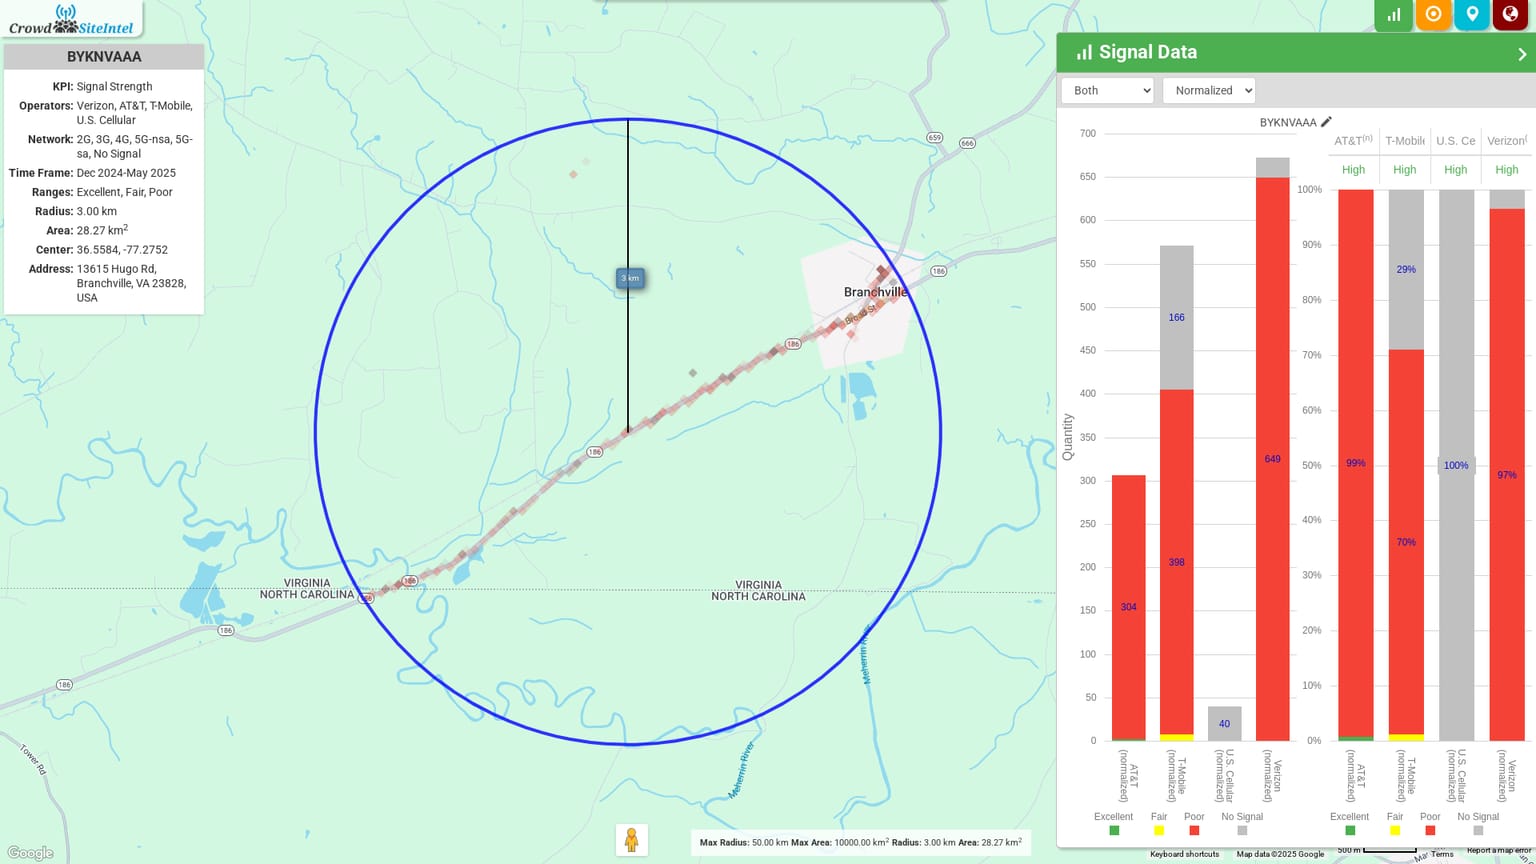 CrowdSiteIntel
BYKNVAAA
KPI: Signal Strength
Operators: Verizon, AT&T, T-Mobile,
U.S. Cellular
Network: 2G, 3G, 4G, 5G-nsa, 5G-
sa, No Signal
Time Frame: Dec 2024-May 2025
Ranges: Excellent, Fair, Poor
Radius: 3.00 km
Area: 28.27 km2
Center: 36.5584, -77.2752
Address: 13615 Hugo Rd,
Branchville, VA 23828,
USA
659
666
186
3 km
Branchville
Broad St
186
186
186
186
186
186
VIRGINIA
NORTH CAROLINA
VIRGINIA
NORTH CAROLINA
Meherrin River
Meherrin River
Tower Rd
Google
Max Radius: 50.00 km Max Area: 10000.00 km2 Radius: 3.00 km Area: 28.27 km2
Signal Data
Both
Normalized
BYKNVAAA
Quantity
700
650
600
550
500
450
400
350
300
250
200
150
100
50
0
304
166
398
40
649
AT&T (normalized)
T-Mobile (normalized)
U.S. Cellular (normalized)
Verizon (normalized)
Excellent Fair Poor No Signal
AT&T(n) T-Mobile U.S. Ce Verizon(
High High High High
100%
90%
80%
70%
60%
50%
40%
30%
20%
10%
0%
99%
29%
70%
100%
97%
AT&T (normalized)
T-Mobile (normalized)
U.S. Cellular (normalized)
Verizon (normalized)
Excellent Fair Poor No Signal
Keyboard shortcuts Map data ©2025 Google 500 m Terms Report a map error